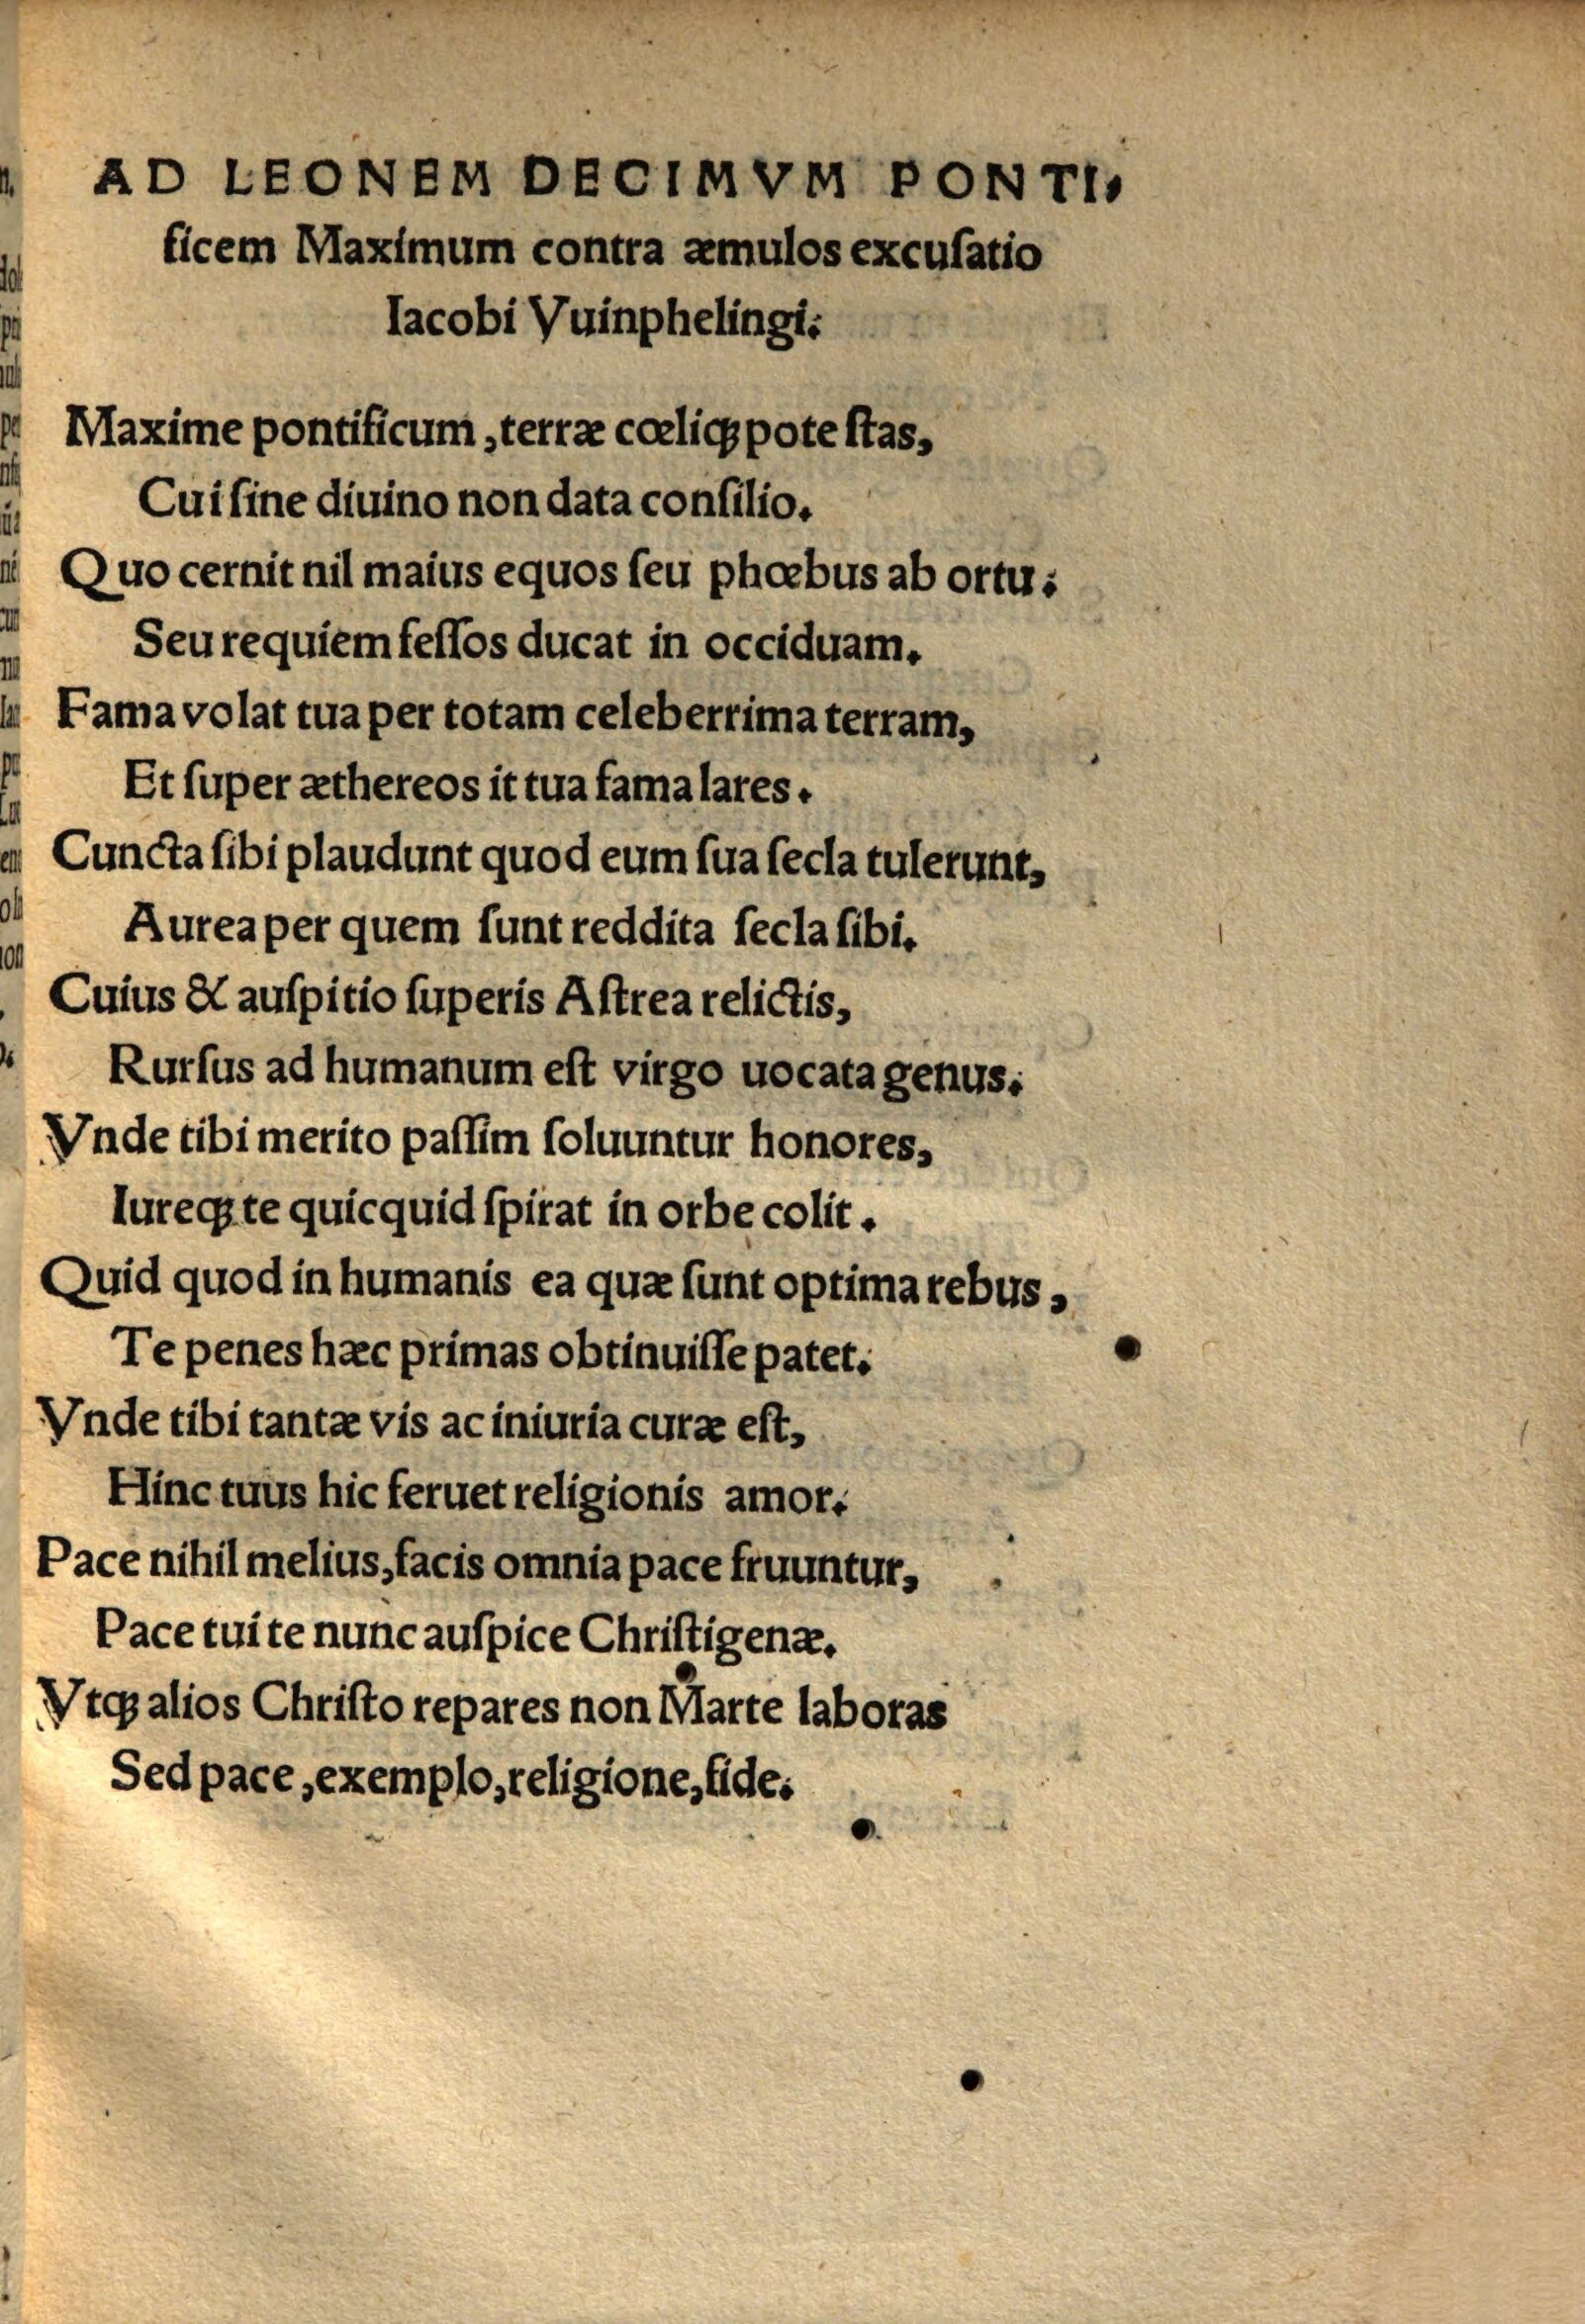 AD LEONEM DECIMVM PONTI,
ficem Maximum contra æmulos excuſatio
Iacobi Vuinphelingi.
Maxime pontificum, terræ cœliqꝫ poteſtas,
Cui ſine diuino non data conſilio.
Quo cernit nil maius equos ſeu phœbus ab ortu.
Seu requiem feſſos ducat in occiduam.
Fama volat tua per totam celeberrima terram,
Et ſuper æthereos it tua fama lares.
Cuncta ſibi plaudunt quod eum ſua ſecla tulerunt,
Aurea per quem ſunt reddita ſecla ſibi.
Cuius & auſpitio ſuperis Aſtrea relictis,
Rurſus ad humanum eſt virgo uocata genus.
Vnde tibi merito paſſim ſoluuntur honores,
Iureqꝫ te quicquid ſpirat in orbe colit.
Quid quod in humanis ea quæ ſunt optima rebus,
Te penes hæc primas obtinuiſſe patet.
Vnde tibi tantæ vis ac iniuria curæ eſt,
Hinc tuus hic feruet religionis amor.
Pace nihil melius, facis omnia pace fruuntur,
Pace tui te nunc auſpice Chriſtigenæ.
Vtqꝫ alios Chriſto repares non Marte laboras
Sed pace, exemplo, religione, fide.